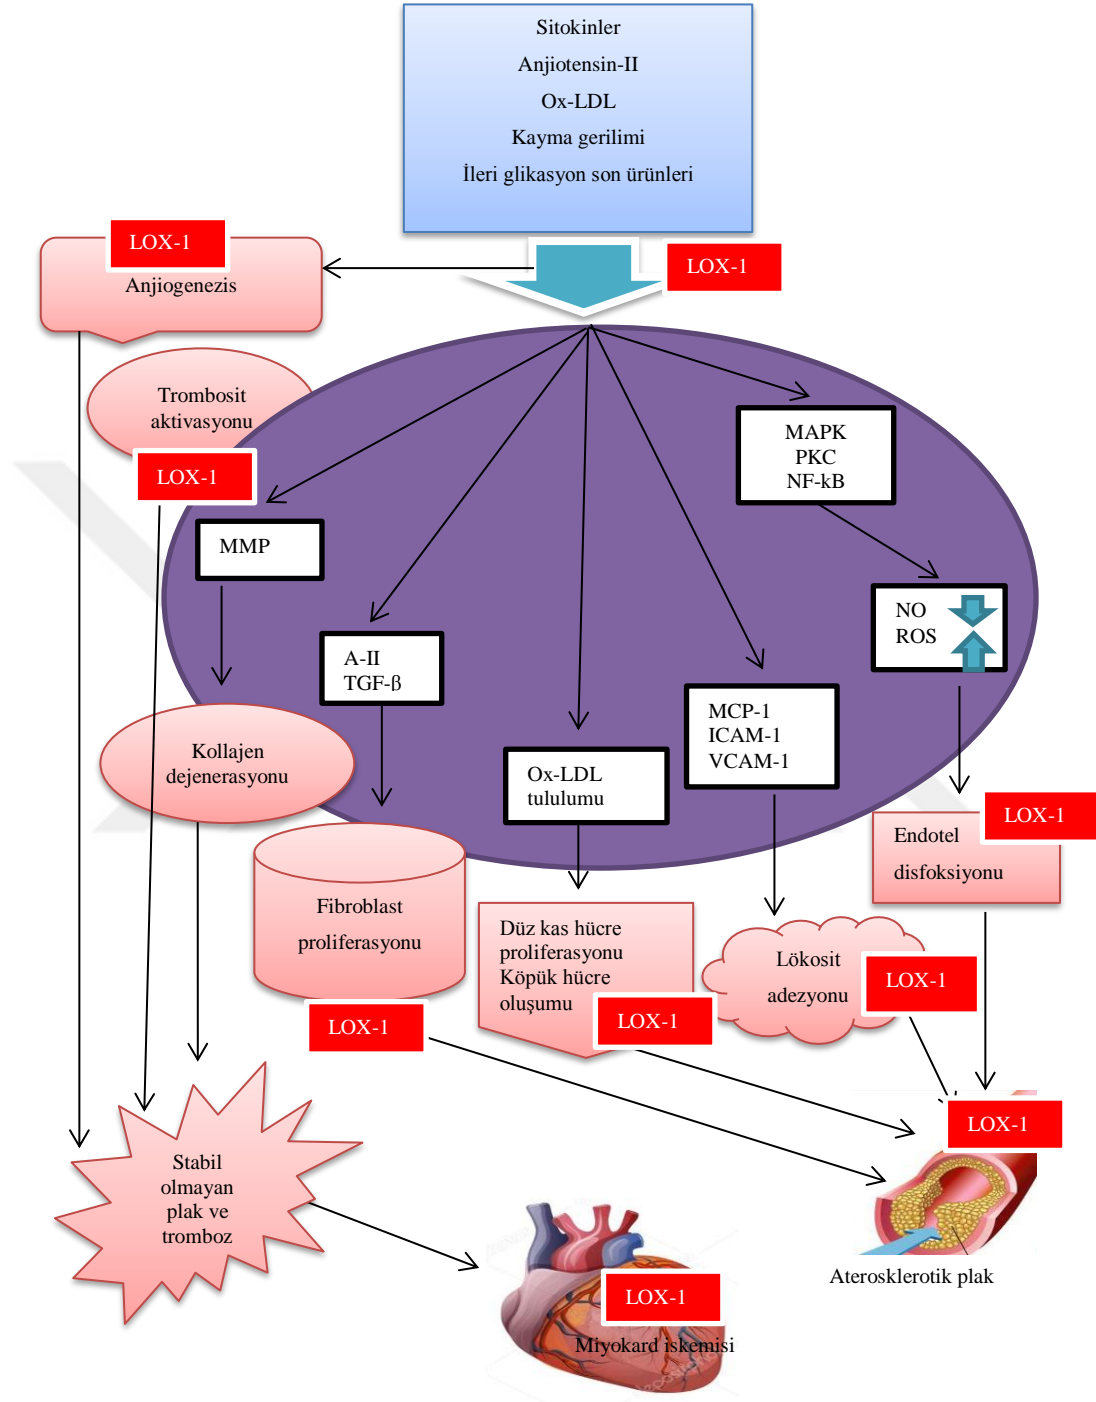 Sitokinler
Anjiotensin-II
Ox-LDL
Kayma gerilimi
İleri glikasyon son ürünleri
LOX-1
LOX-1
Anjiogenezis
Trombosit
aktivasyonu
LOX-1
MAPK
PKC
NF-kB
MMP
NO
ROS
A-II
TGF-β
MCP-1
ICAM-1
VCAM-1
Kollajen
dejenerasyonu
Ox-LDL
tululumu
LOX-1
Endotel
disfoksiyonu
Fibroblast
proliferasyonu
LOX-1
Düz kas hücre
proliferasyonu
Köpük hücre
oluşumu
LOX-1
Lökosit
adezyonu
LOX-1
LOX-1
Stabil
olmayan
plak ve
tromboz
Aterosklerotik plak
LOX-1
Miyokard iskemisi